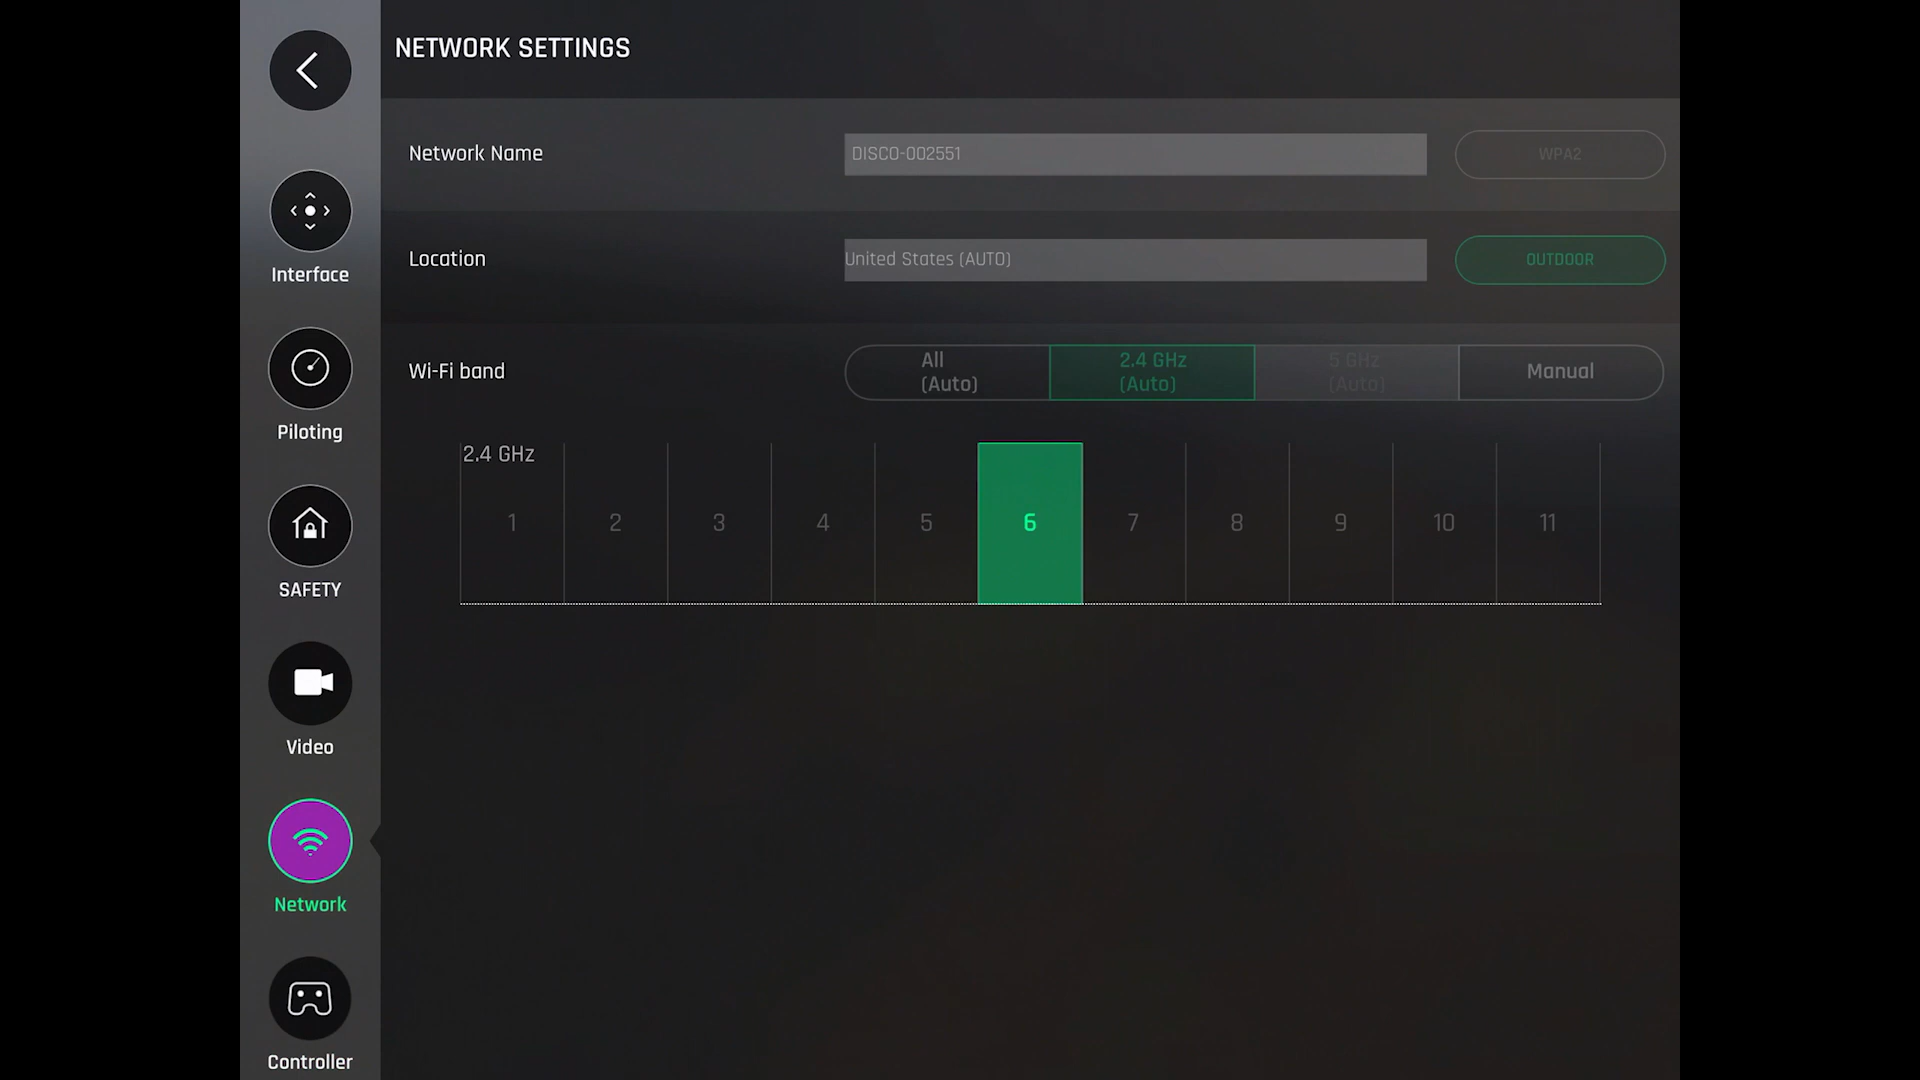 NETWORK SETTINGS
Network Name
DISCO-002551
WPA2
Interface
Location
United States (AUTO)
OUTDOOR
Wi-Fi band
All
(Auto)
2.4 GHz
(Auto)
5 GHz
(Auto)
Manual
Piloting
2.4 GHz
1 2 3 4 5 6 7 8 9 10 11
SAFETY
Video
Network
Controller